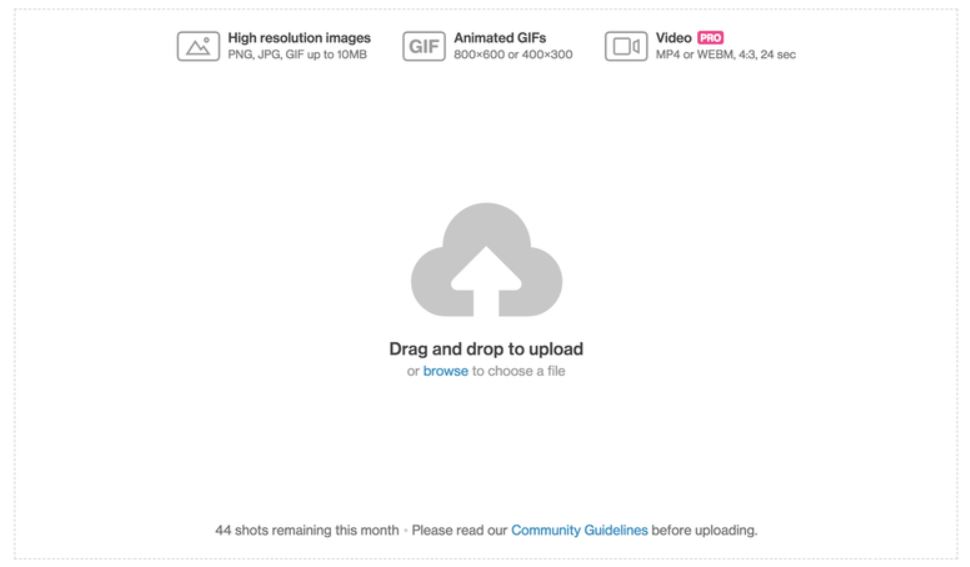 High resolution images
PNG, JPG, GIF up to 10MB
GIF
Animated GIFs
800×600 or 400×300
Video PRO
MP4 or WEBM, 4:3, 24 sec
Drag and drop to upload
or browse to choose a file
44 shots remaining this month • Please read our Community Guidelines before uploading.